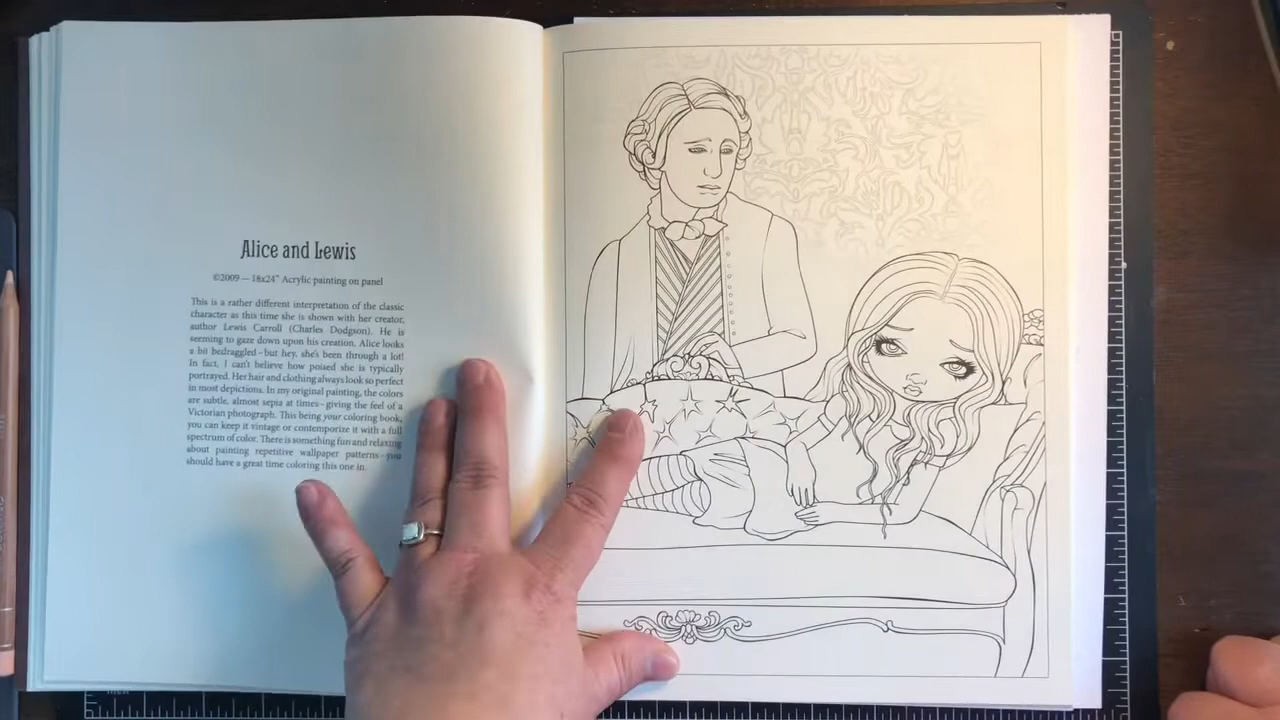 Alice and Lewis
©2009 — 18x24" Acrylic painting on panel
This is a rather different interpretation of the classic
character as this time she is shown with her creator,
author Lewis Carroll (Charles Dodgson). He is
seeming to gaze down upon his creation. Alice looks
a bit bedraggled–but hey, she's been through a lot!
In fact, I can't believe how poised she is typically
portrayed. Her hair and clothing always look so perfect
in most depictions. In my original painting, the colors
are subtle, almost sepia at times–giving the feel of a
Victorian photograph. This being your coloring book,
you can keep it vintage or contemporize it with a full
spectrum of color. There is something fun and relaxing
about painting repetitive wallpaper patterns–you
should have a great time coloring this one in.